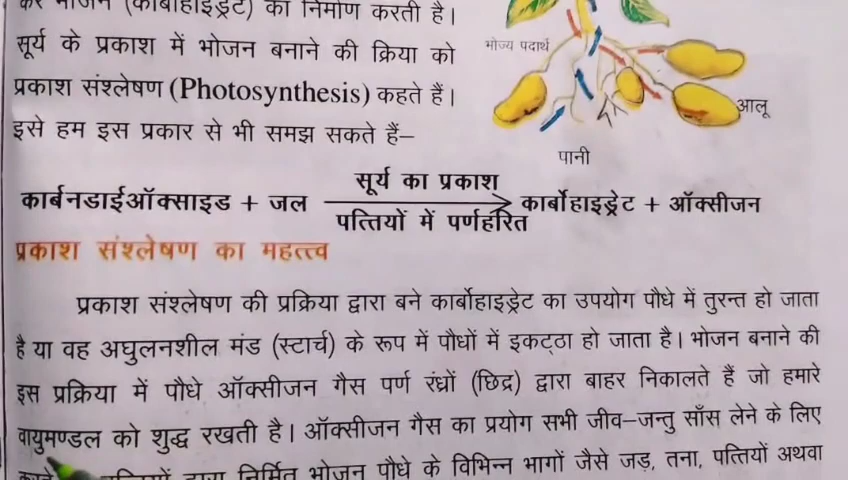 कर भोजन (कार्बोहाइड्रेट) का निर्माण करती है।
सूर्य के प्रकाश में भोजन बनाने की क्रिया को
प्रकाश संश्लेषण (Photosynthesis) कहते हैं।
इसे हम इस प्रकार से भी समझ सकते हैं–
भोज्य पदार्थ
आलू
पानी
कार्बनडाईऑक्साइड + जल सूर्य का प्रकाश कार्बोहाइड्रेट + ऑक्सीजन
पत्तियों में पर्णहरित
प्रकाश संश्लेषण का महत्त्व
प्रकाश संश्लेषण की प्रक्रिया द्वारा बने कार्बोहाइड्रेट का उपयोग पौधे में तुरन्त हो जाता
है या वह अघुलनशील मंड (स्टार्च) के रूप में पौधों में इकट्ठा हो जाता है। भोजन बनाने की
इस प्रक्रिया में पौधे ऑक्सीजन गैस पर्ण रंध्रों (छिद्र) द्वारा बाहर निकालते हैं जो हमारे
वायुमण्डल को शुद्ध रखती है। ऑक्सीजन गैस का प्रयोग सभी जीव–जन्तु साँस लेने के लिए
द्वारा निर्मित भोजन पौधे के विभिन्न भागों जैसे जड़, तना, पत्तियों अथवा